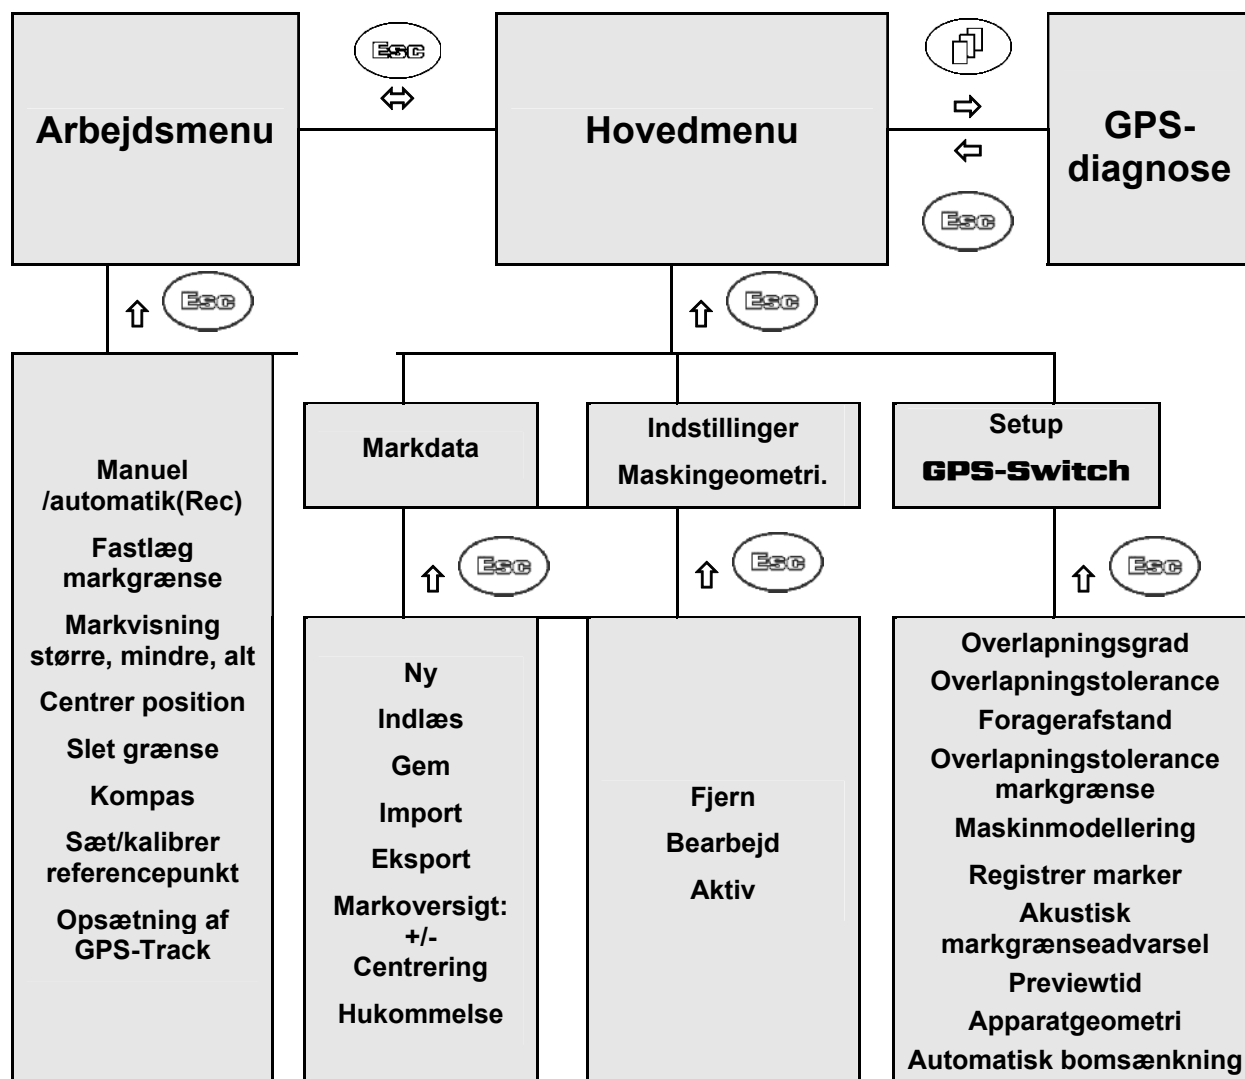 Esc
Arbejdsmenu
Hovedmenu
GPS-
diagnose
Esc
Esc
Esc
Manuel
/automatik(Rec)
Fastlæg
markgrænse
Markvisning
større, mindre, alt
Centrer position
Slet grænse
Kompas
Sæt/kalibrer
referencepunkt
Opsætning af
GPS-Track
Markdata
Esc
Ny
Indlæs
Gem
Import
Eksport
Markoversigt:
+/-
Centrering
Hukommelse
Indstillinger
Maskingeometri.
Esc
Fjern
Bearbejd
Aktiv
Setup
GPS-Switch
Esc
Overlapningsgrad
Overlapningstolerance
Foragerafstand
Overlapningstolerance
markgrænse
Maskinmodellering
Registrer marker
Akustisk
markgrænseadvarsel
Previewtid
Apparatgeometri
Automatisk bomsænkning